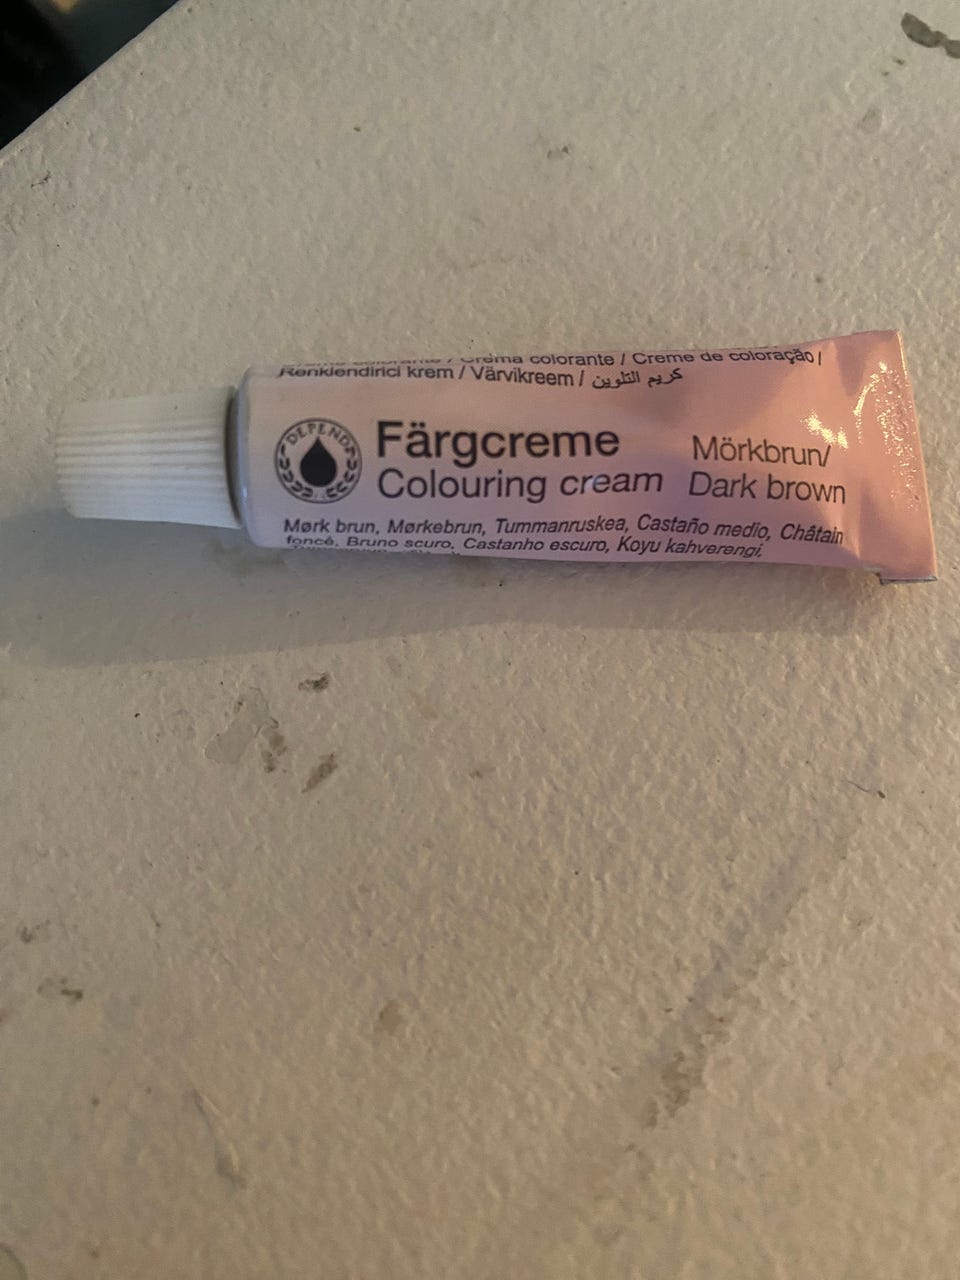 Crema colorante / Creme de coloração /
Renklendirici krem / Värvikreem / كريم التلوين
DEPEND
Färgcreme
Colouring cream
Mörkbrun/
Dark brown
Mørk brun, Mørkebrun, Tummanruskea, Castaño medio, Châtain
foncé, Bruno scuro, Castanho escuro, Koyu kahverengi,